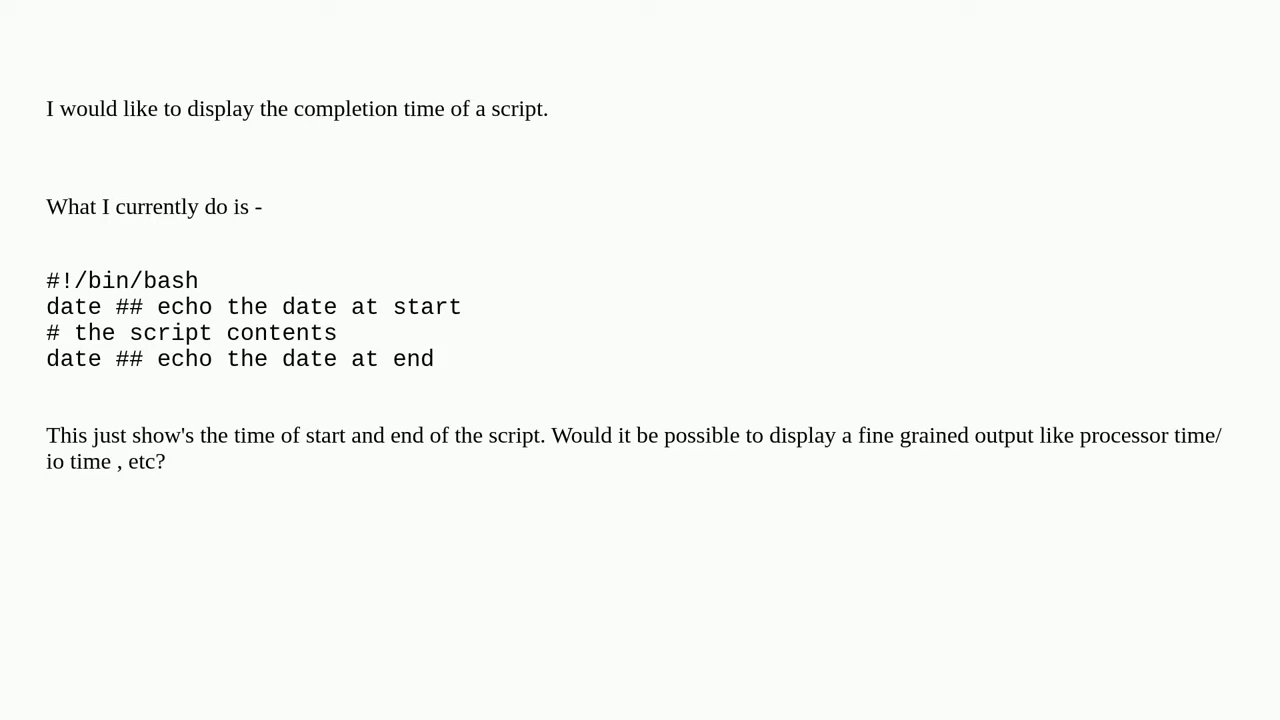 I would like to display the completion time of a script.
What I currently do is -
#!/bin/bash
date ## echo the date at start
# the script contents
date ## echo the date at end
This just show's the time of start and end of the script. Would it be possible to display a fine grained output like processor time/
io time , etc?